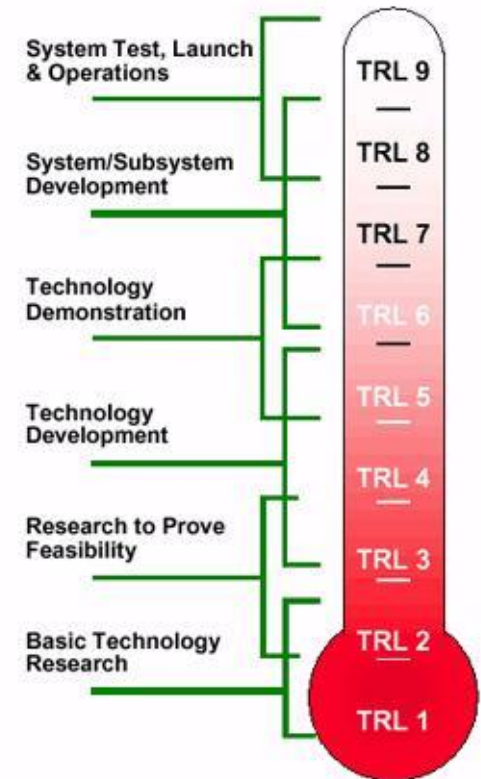 System Test, Launch
& Operations
System/Subsystem
Development
Technology
Demonstration
Technology
Development
Research to Prove
Feasibility
Basic Technology
Research
TRL 9
TRL 8
TRL 7
TRL 6
TRL 5
TRL 4
TRL 3
TRL 2
TRL 1